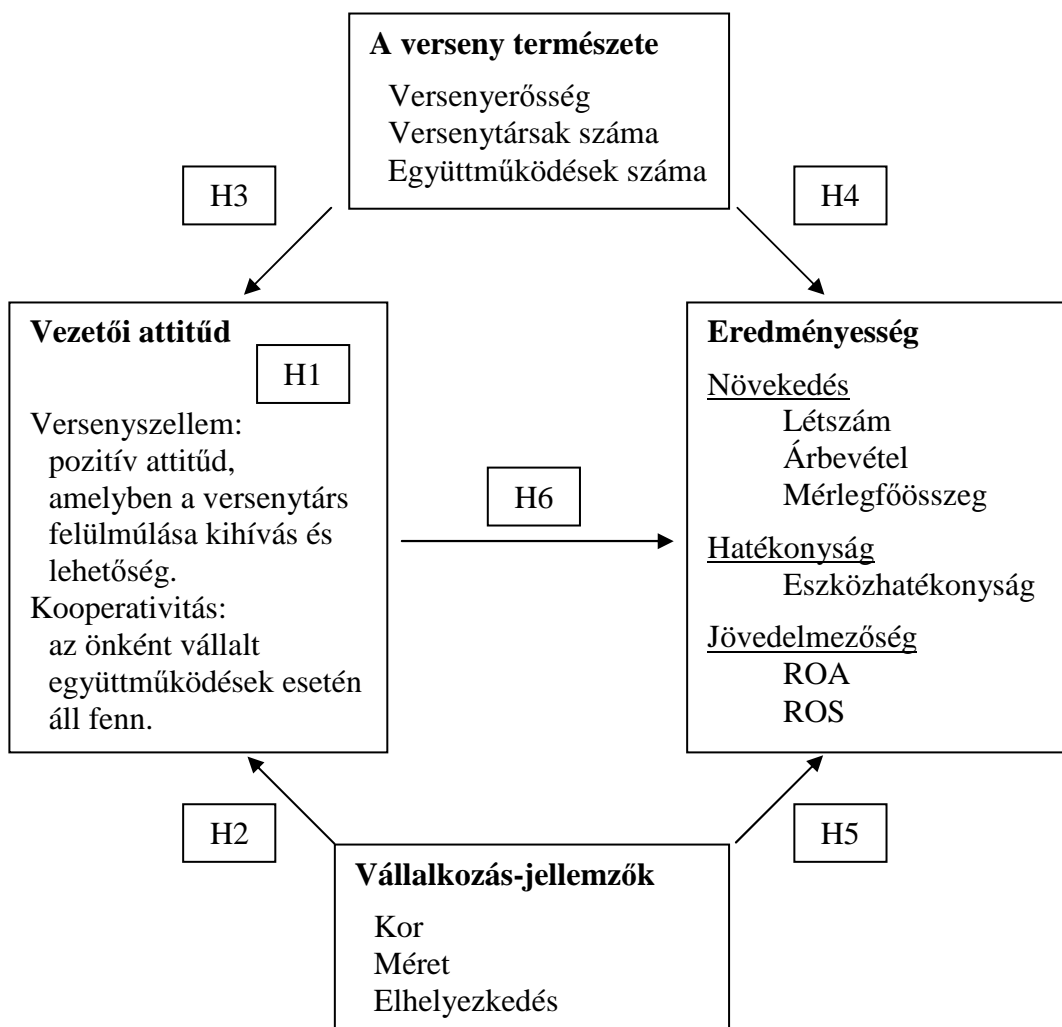 A verseny természete
Versenyerősség
Versenytársak száma
Együttműködések száma
H3
H4
Vezetői attitűd
H1
Versenyszellem:
pozitív attitűd,
amelyben a versenytárs
felülmúlása kihívás és
lehetőség.
Kooperativitás:
az önként vállalt
együttműködések esetén
áll fenn.
H6
Eredményesség
Növekedés
Létszám
Árbevétel
Mérlegfőösszeg
Hatékonyság
Eszközhatékonyság
Jövedelmezőség
ROA
ROS
H2
H5
Vállalkozás-jellemzők
Kor
Méret
Elhelyezkedés